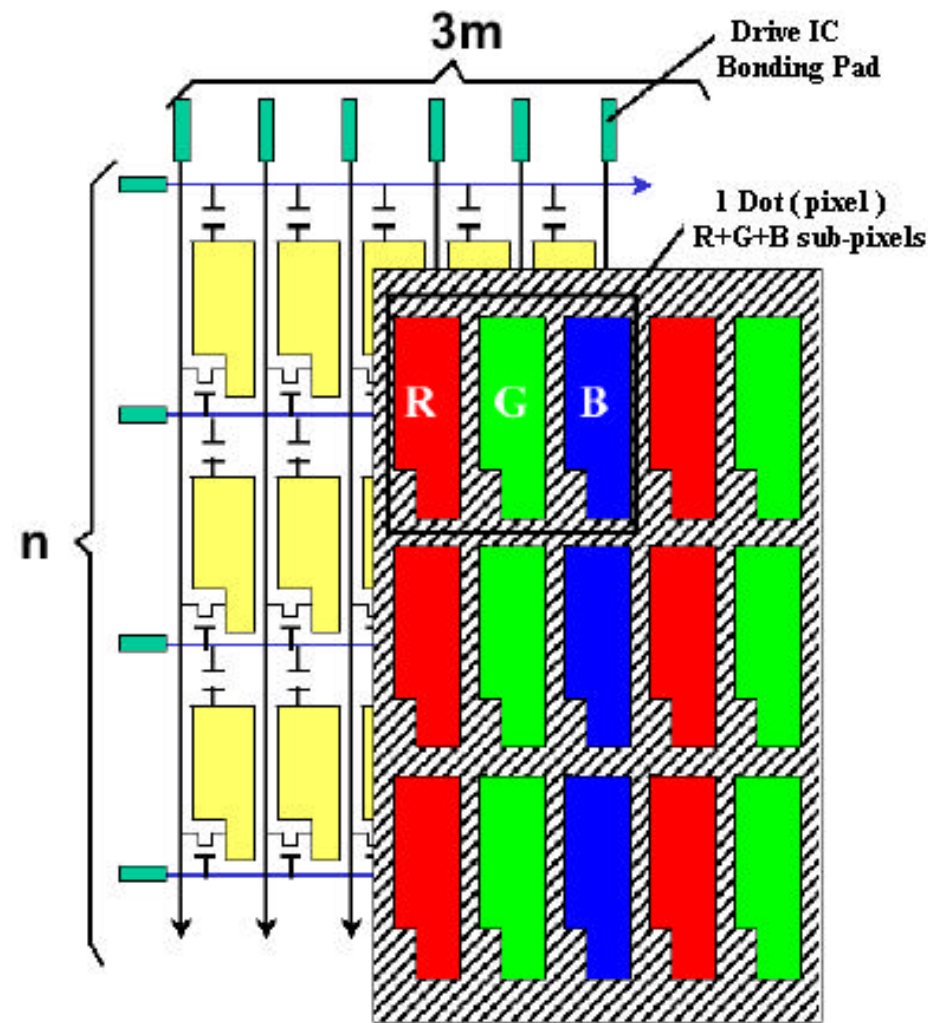 3m
Drive IC
Bonding Pad
1 Dot ( pixel )
R+G+B sub-pixels
R G B
n